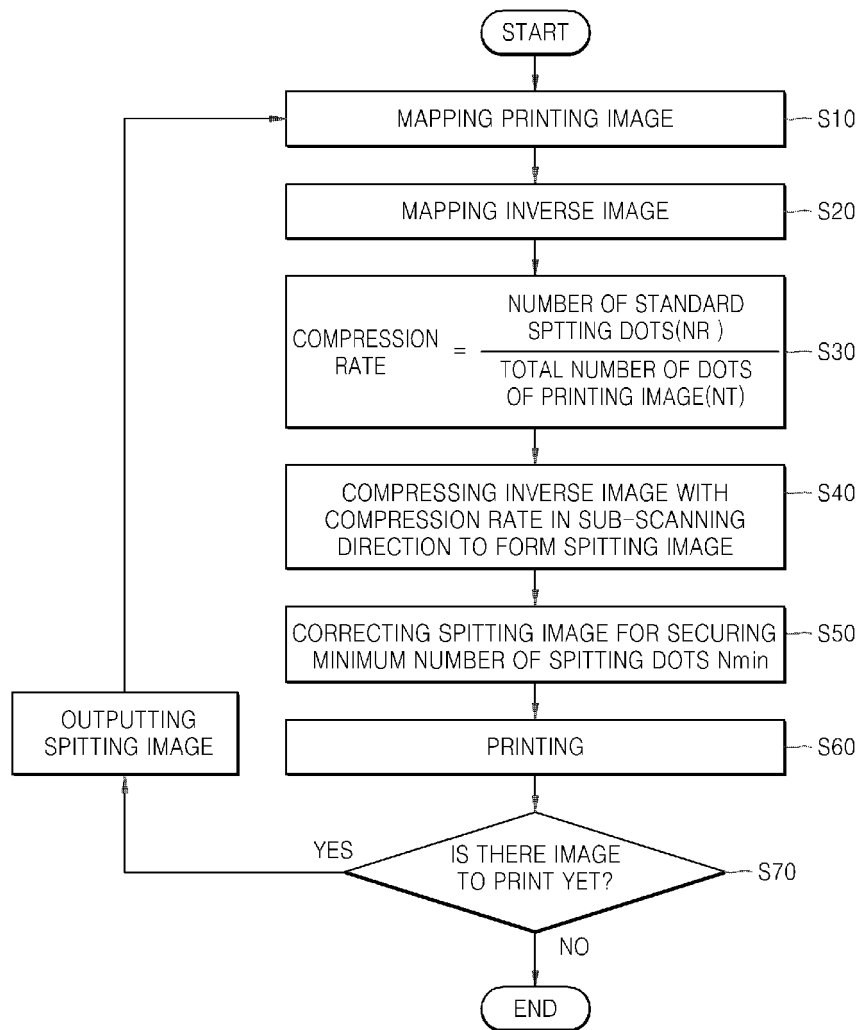 START
MAPPING PRINTING IMAGE
S10
MAPPING INVERSE IMAGE
S20
COMPRESSION
RATE
=
NUMBER OF STANDARD
SPTTING DOTS(NR )
TOTAL NUMBER OF DOTS
OF PRINTING IMAGE(NT)
S30
COMPRESSING INVERSE IMAGE WITH
COMPRESSION RATE IN SUB-SCANNING
DIRECTION TO FORM SPITTING IMAGE
S40
CORRECTING SPITTING IMAGE FOR SECURING
MINIMUM NUMBER OF SPITTING DOTS Nmin
S50
OUTPUTTING
SPITTING IMAGE
PRINTING
S60
YES
IS THERE IMAGE
TO PRINT YET?
S70
NO
END